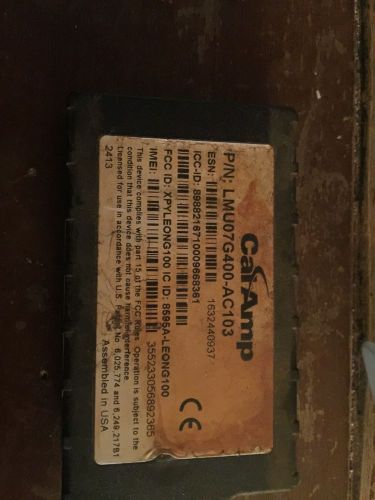 CalAmp
P/N: LMU07G400-AC103
ESN: 1632440937
ICC-ID: 8988216710009668361
FCC ID: XPYLEONG100 IC ID: 8595A-LEONG100
IMEI: 355233056892365
This device complies with part 15 of the FCC Rules. Operation is subject to the
condition that this device does not cause harmful interference.
Licensed for use in accordance with U.S. Patent No. 6,025,774 and 6,249,217B1
2413 Assembled in USA
CE